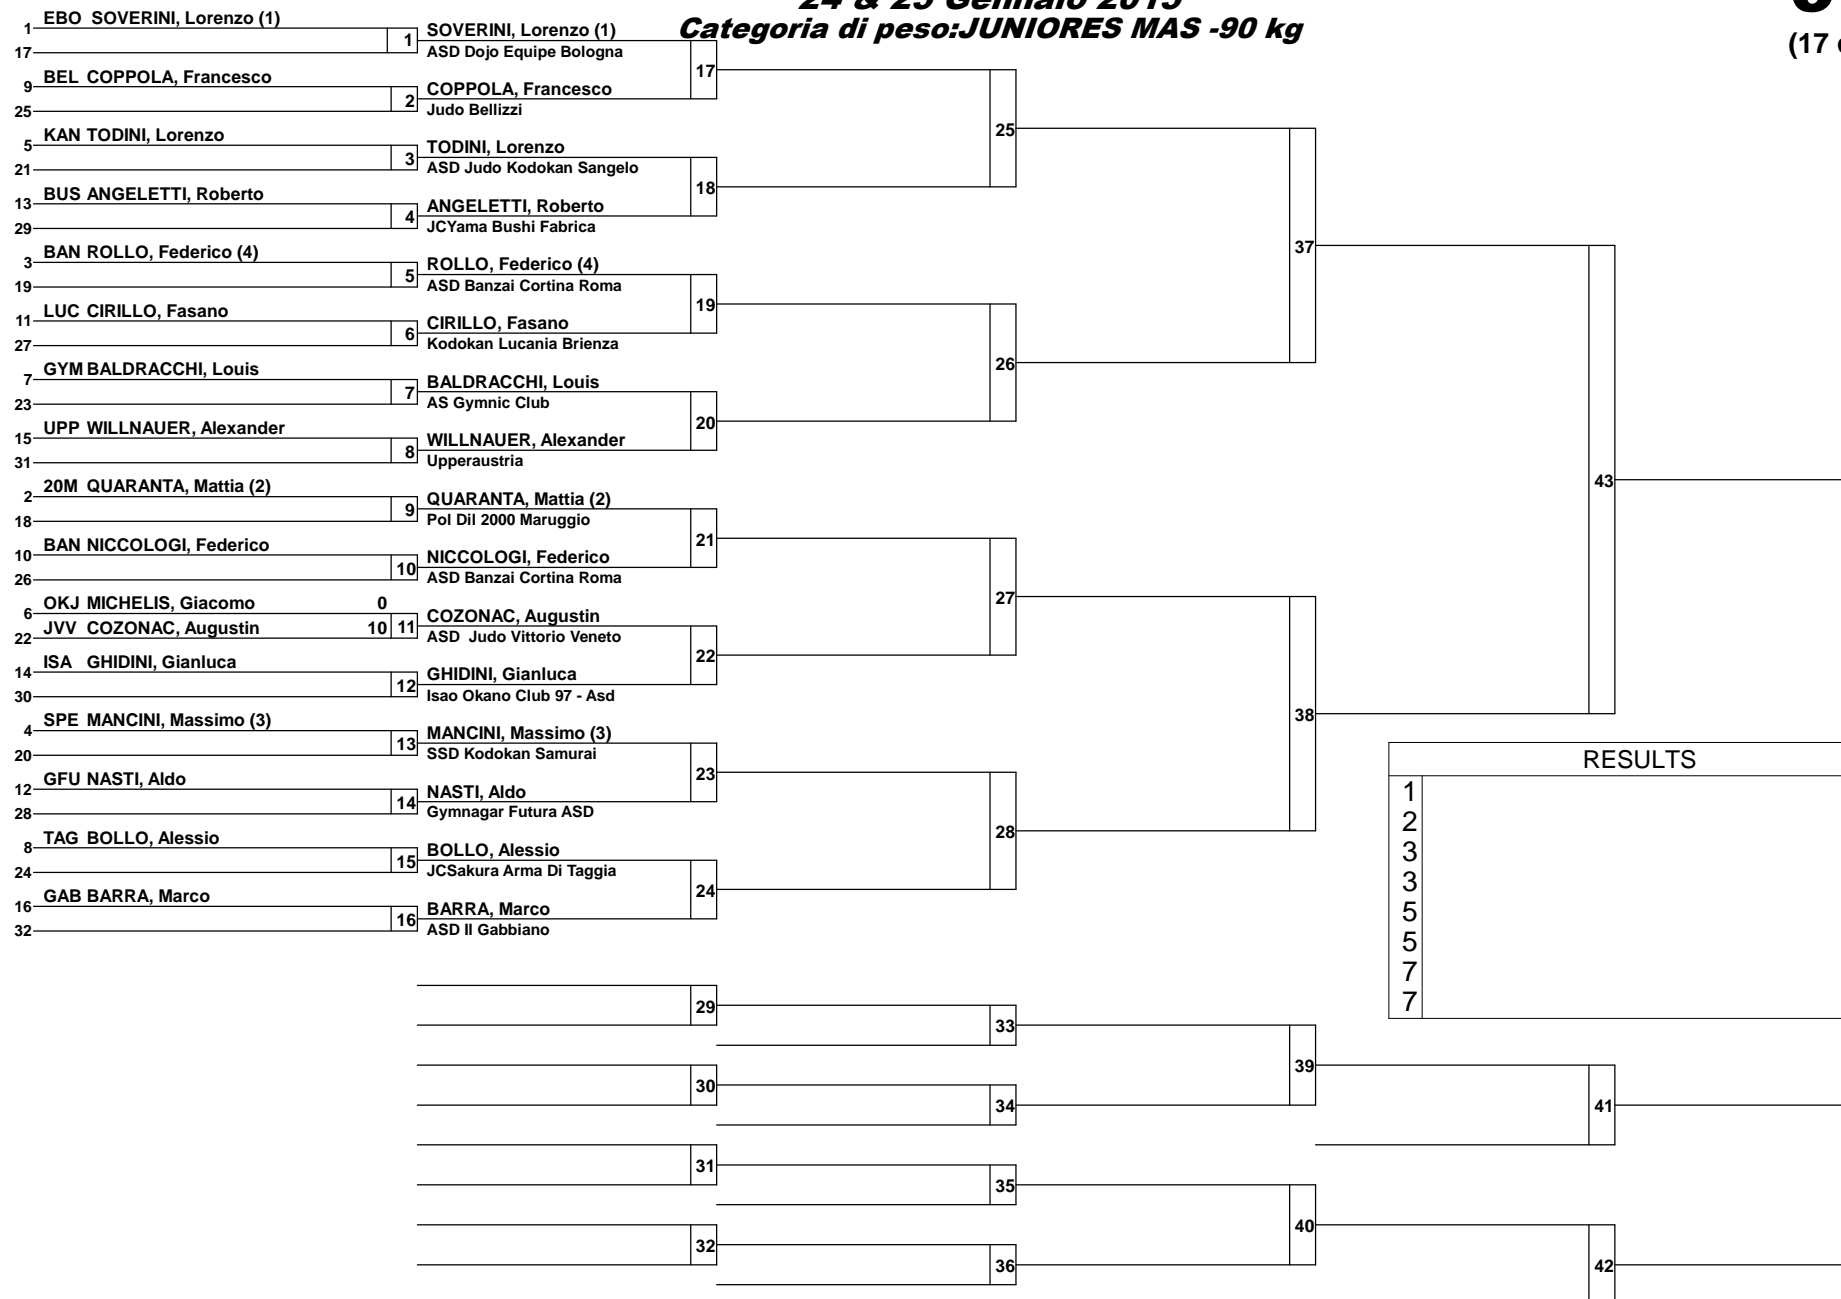 24 & 25 Gennaio 2015
Categoria di peso:JUNIORES MAS -90 kg
(17
1 EBO SOVERINI, Lorenzo (1)
17
1
SOVERINI, Lorenzo (1)
ASD Dojo Equipe Bologna
9 BEL COPPOLA, Francesco
25
2
COPPOLA, Francesco
Judo Bellizzi
17
5 KAN TODINI, Lorenzo
21
3
TODINI, Lorenzo
ASD Judo Kodokan Sangelo
13 BUS ANGELETTI, Roberto
29
4
ANGELETTI, Roberto
JCYama Bushi Fabrica
18
25
3 BAN ROLLO, Federico (4)
19
5
ROLLO, Federico (4)
ASD Banzai Cortina Roma
11 LUC CIRILLO, Fasano
27
6
CIRILLO, Fasano
Kodokan Lucania Brienza
19
7 GYM BALDRACCHI, Louis
23
7
BALDRACCHI, Louis
AS Gymnic Club
15 UPP WILLNAUER, Alexander
31
8
WILLNAUER, Alexander
Upperaustria
20
26
37
2 20M QUARANTA, Mattia (2)
18
9
QUARANTA, Mattia (2)
Pol Dil 2000 Maruggio
10 BAN NICCOLOGI, Federico
26
10
NICCOLOGI, Federico
ASD Banzai Cortina Roma
21
6 OKJ MICHELIS, Giacomo 0
22 JVV COZONAC, Augustin 10
11
COZONAC, Augustin
ASD Judo Vittorio Veneto
14 ISA GHIDINI, Gianluca
30
12
GHIDINI, Gianluca
Isao Okano Club 97 - Asd
22
27
4 SPE MANCINI, Massimo (3)
20
13
MANCINI, Massimo (3)
SSD Kodokan Samurai
12 GFU NASTI, Aldo
28
14
NASTI, Aldo
Gymnagar Futura ASD
23
8 TAG BOLLO, Alessio
24
15
BOLLO, Alessio
JCSakura Arma Di Taggia
16 GAB BARRA, Marco
32
16
BARRA, Marco
ASD Il Gabbiano
24
28
38
43
RESULTS
1
2
3
3
5
5
7
7
29
33
30
34
39
41
31
35
32
36
40
42